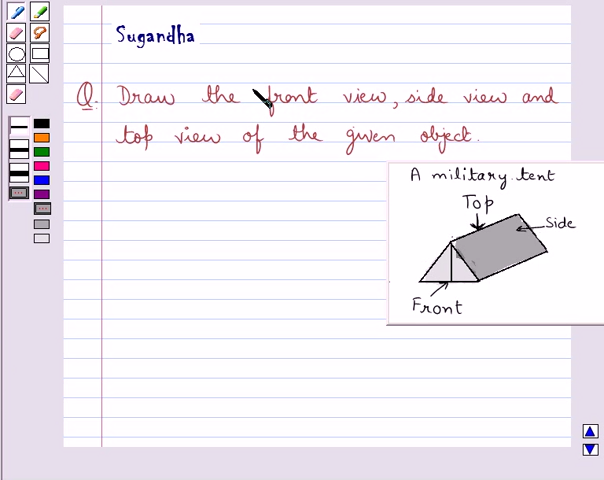 Sugandha
Q. Draw the front view, side view and
top view of the given object.
A military tent
Top
Side
Front